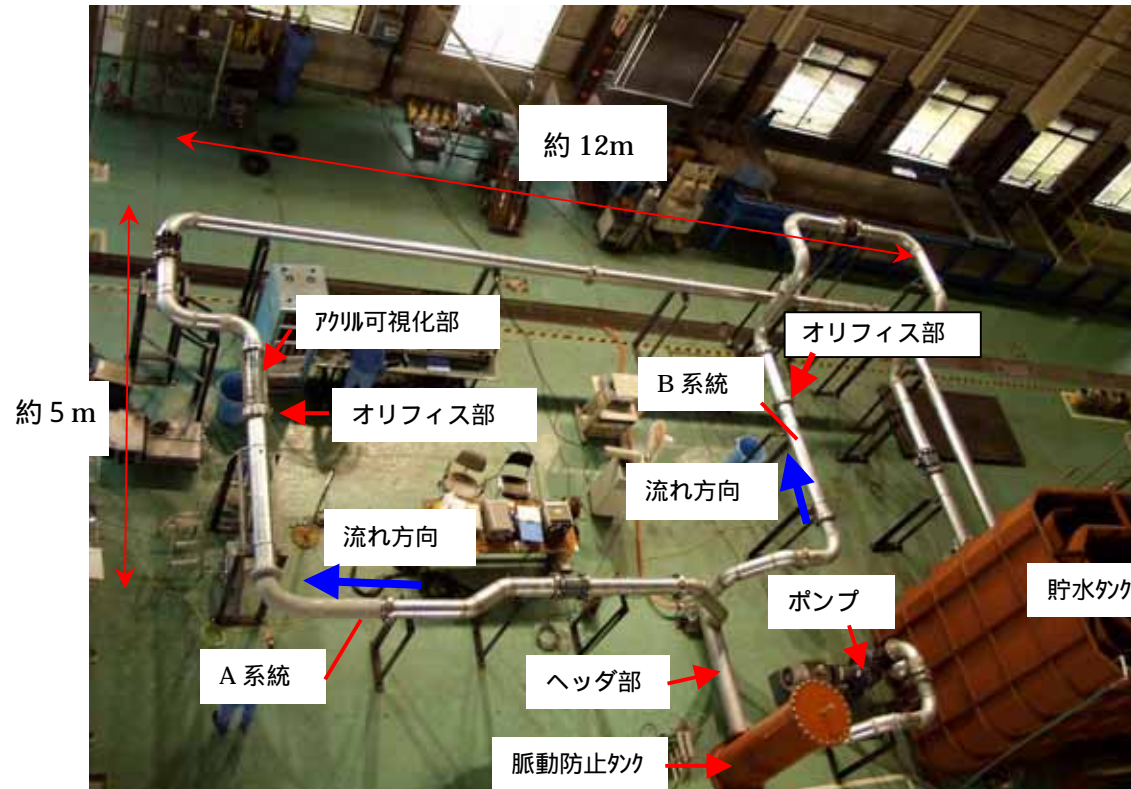 約 12m
ｱｸﾘﾙ可視化部
オリフィス部
B 系統
約 5 m
オリフィス部
流れ方向
流れ方向
ポンプ
貯水ﾀﾝｸ
A 系統
ヘッダ部
脈動防止ﾀﾝｸ